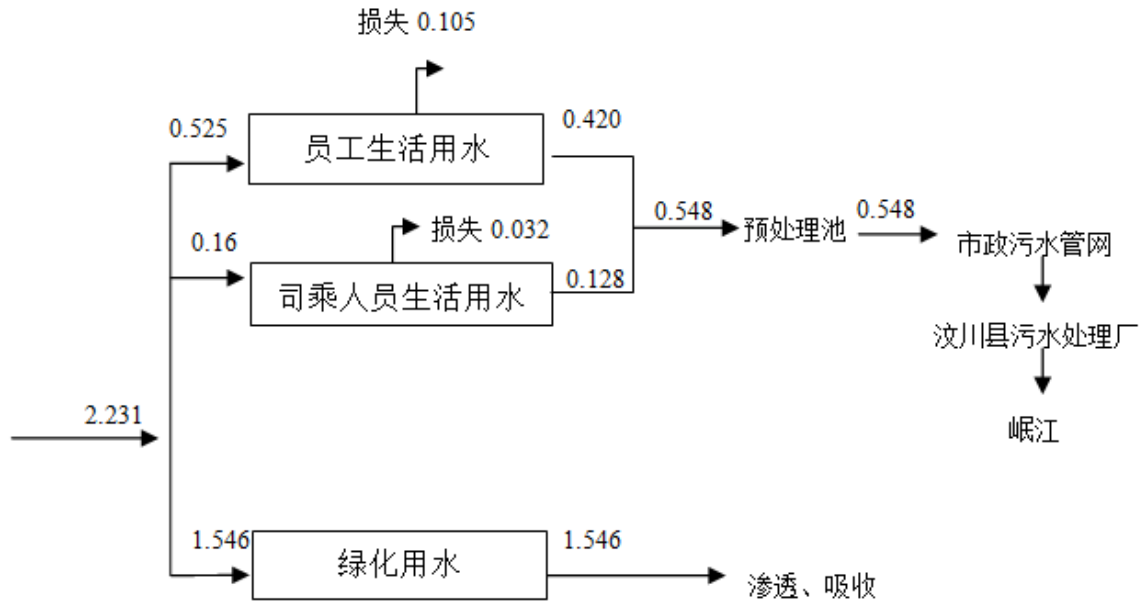 损失 0.105
0.525
员工生活用水
0.420
0.16
损失 0.032
0.548
预处理池
0.548
市政污水管网
司乘人员生活用水
0.128
汶川县污水处理厂
2.231
岷江
1.546
绿化用水
1.546
渗透、吸收